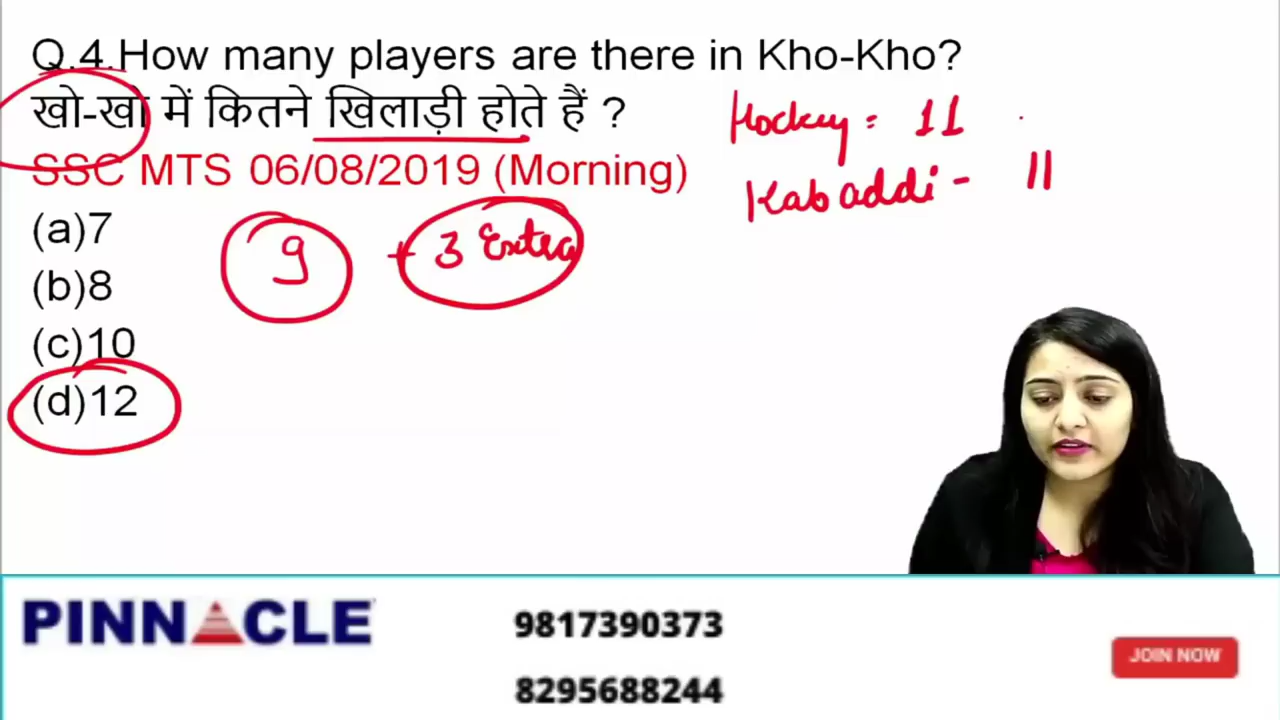 Q.4.How many players are there in Kho-Kho?
खो-खो में कितने खिलाड़ी होते हैं ?
Hockey = 11
SSC MTS 06/08/2019 (Morning)
Kabaddi - 11
(a)7
9 + 3 Extra
(b)8
(c)10
(d)12
PINNACLE
9817390373
8295688244
JOIN NOW